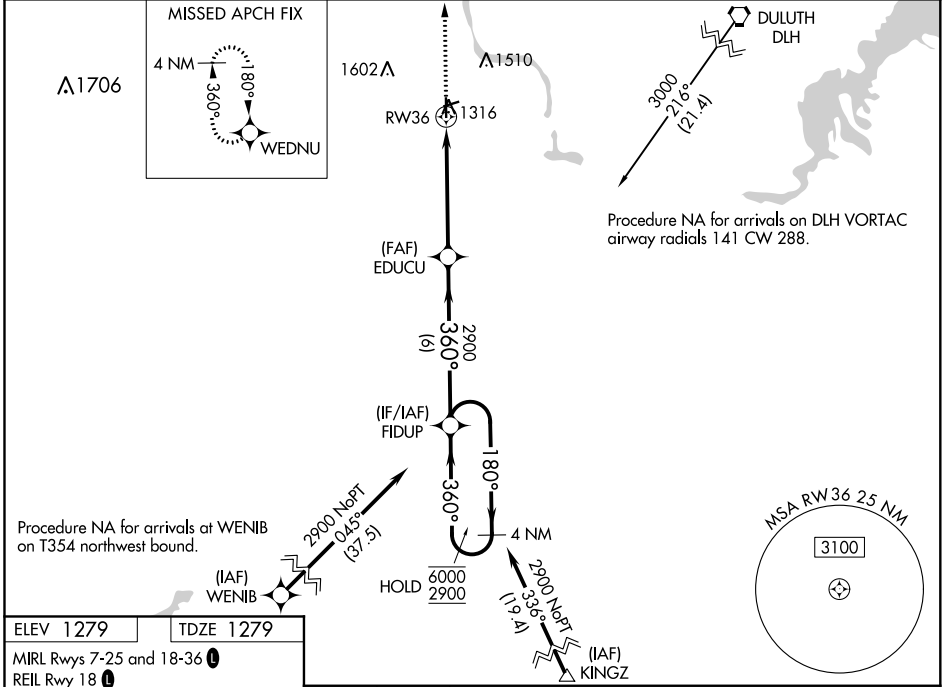 MISSED APCH FIX
4 NM
180°
360°
WEDNU
1706
1602
1510
RW36
1316
DULUTH
DLH
3000
216°
(21.4)
Procedure NA for arrivals on DLH VORTAC
airway radials 141 CW 288.
(FAF)
EDUCU
2900
360°
(6)
(IF/IAF)
FIDUP
180°
360°
4 NM
HOLD
6000
2900
2900 NoPT
045°
(37.5)
Procedure NA for arrivals at WENIB
on T354 northwest bound.
(IAF)
WENIB
2900 NoPT
336°
(19.4)
(IAF)
KINGZ
MSA RW36 25 NM
3100
ELEV 1279
TDZE 1279
MIRL Rwys 7-25 and 18-36 L
REIL Rwy 18 L